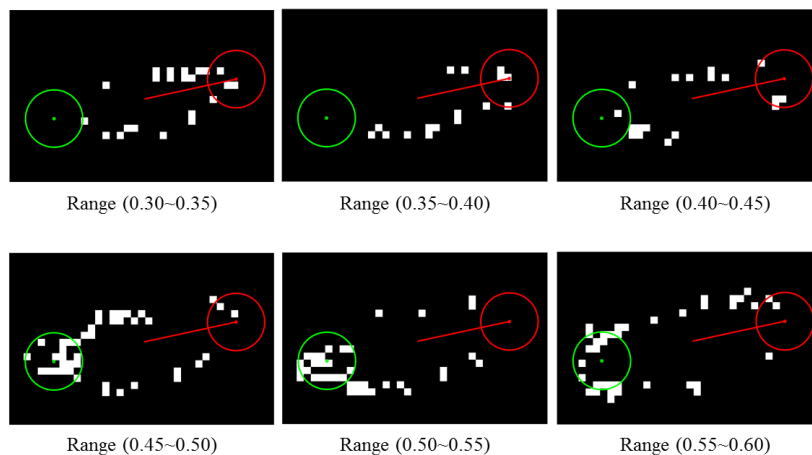 Range (0.30~0.35)
Range (0.35~0.40)
Range (0.40~0.45)
Range (0.45~0.50)
Range (0.50~0.55)
Range (0.55~0.60)